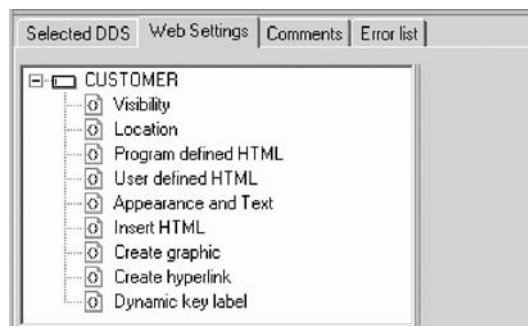 Selected DDS Web Settings Comments Error list
CUSTOMER
Visibility
Location
Program defined HTML
User defined HTML
Appearance and Text
Insert HTML
Create graphic
Create hyperlink
Dynamic key label